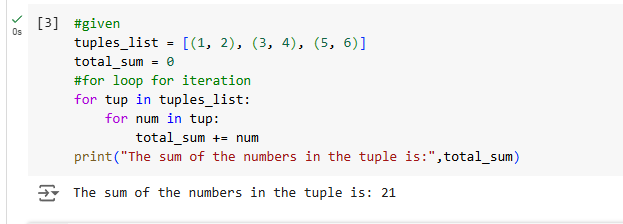 [3] #given
0s
tuples_list = [(1, 2), (3, 4), (5, 6)]
total_sum = 0
#for loop for iteration
for tup in tuples_list:
    for num in tup:
        total_sum += num
print("The sum of the numbers in the tuple is:",total_sum)
The sum of the numbers in the tuple is: 21